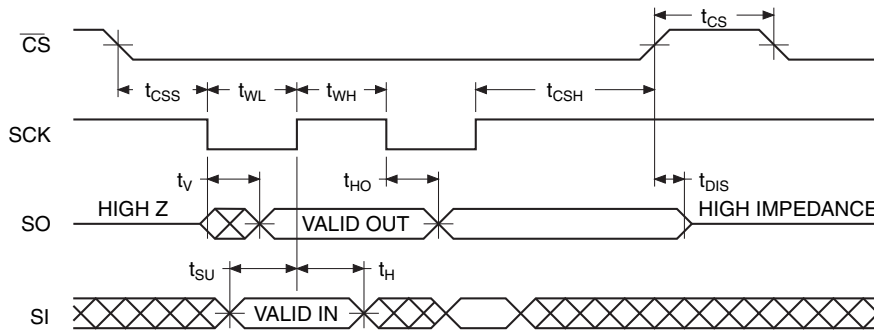 t_CS
C̅S̅
t_CSS t_WL t_WH t_CSH
SCK
t_V t_HO t_DIS
HIGH Z HIGH IMPEDANCE
SO VALID OUT
t_SU t_H
SI VALID IN